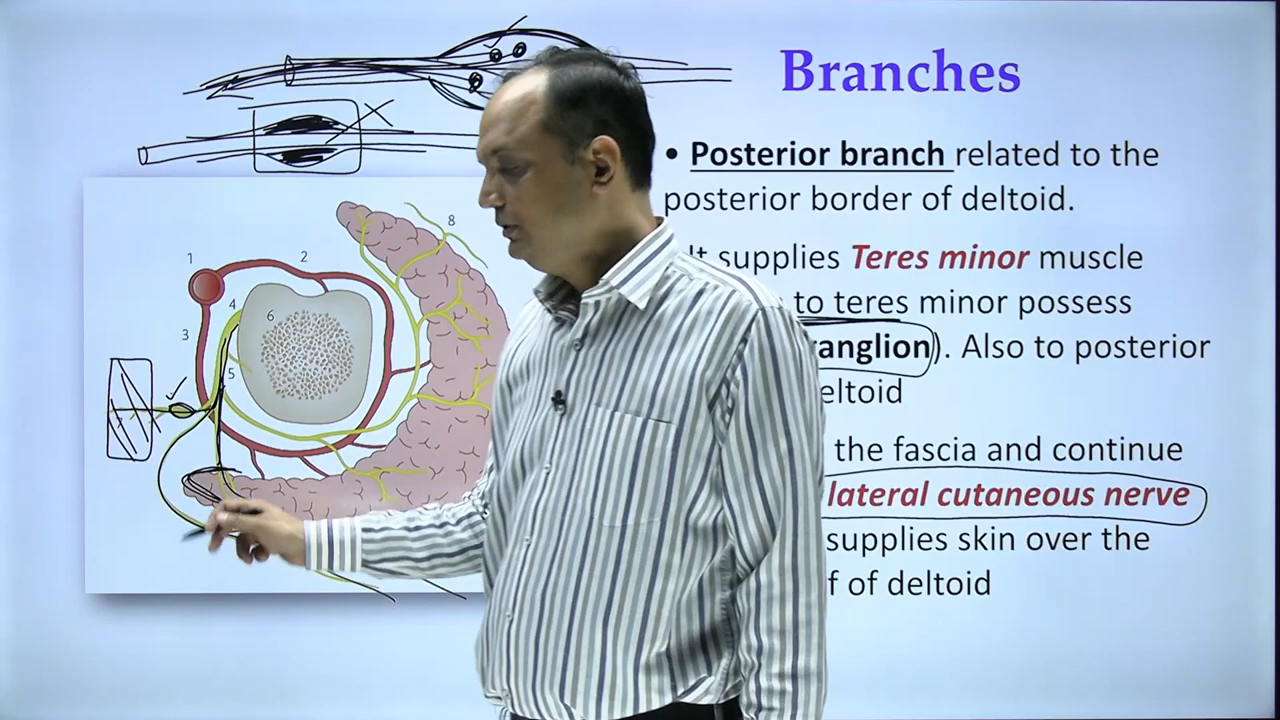 Branches
• Posterior branch related to the
posterior border of deltoid.
It supplies Teres minor muscle
to teres minor possess
). Also to posterior
the fascia and continue
lateral cutaneous nerve
supplies skin over the
of deltoid
1
2
8
3
4
6
5